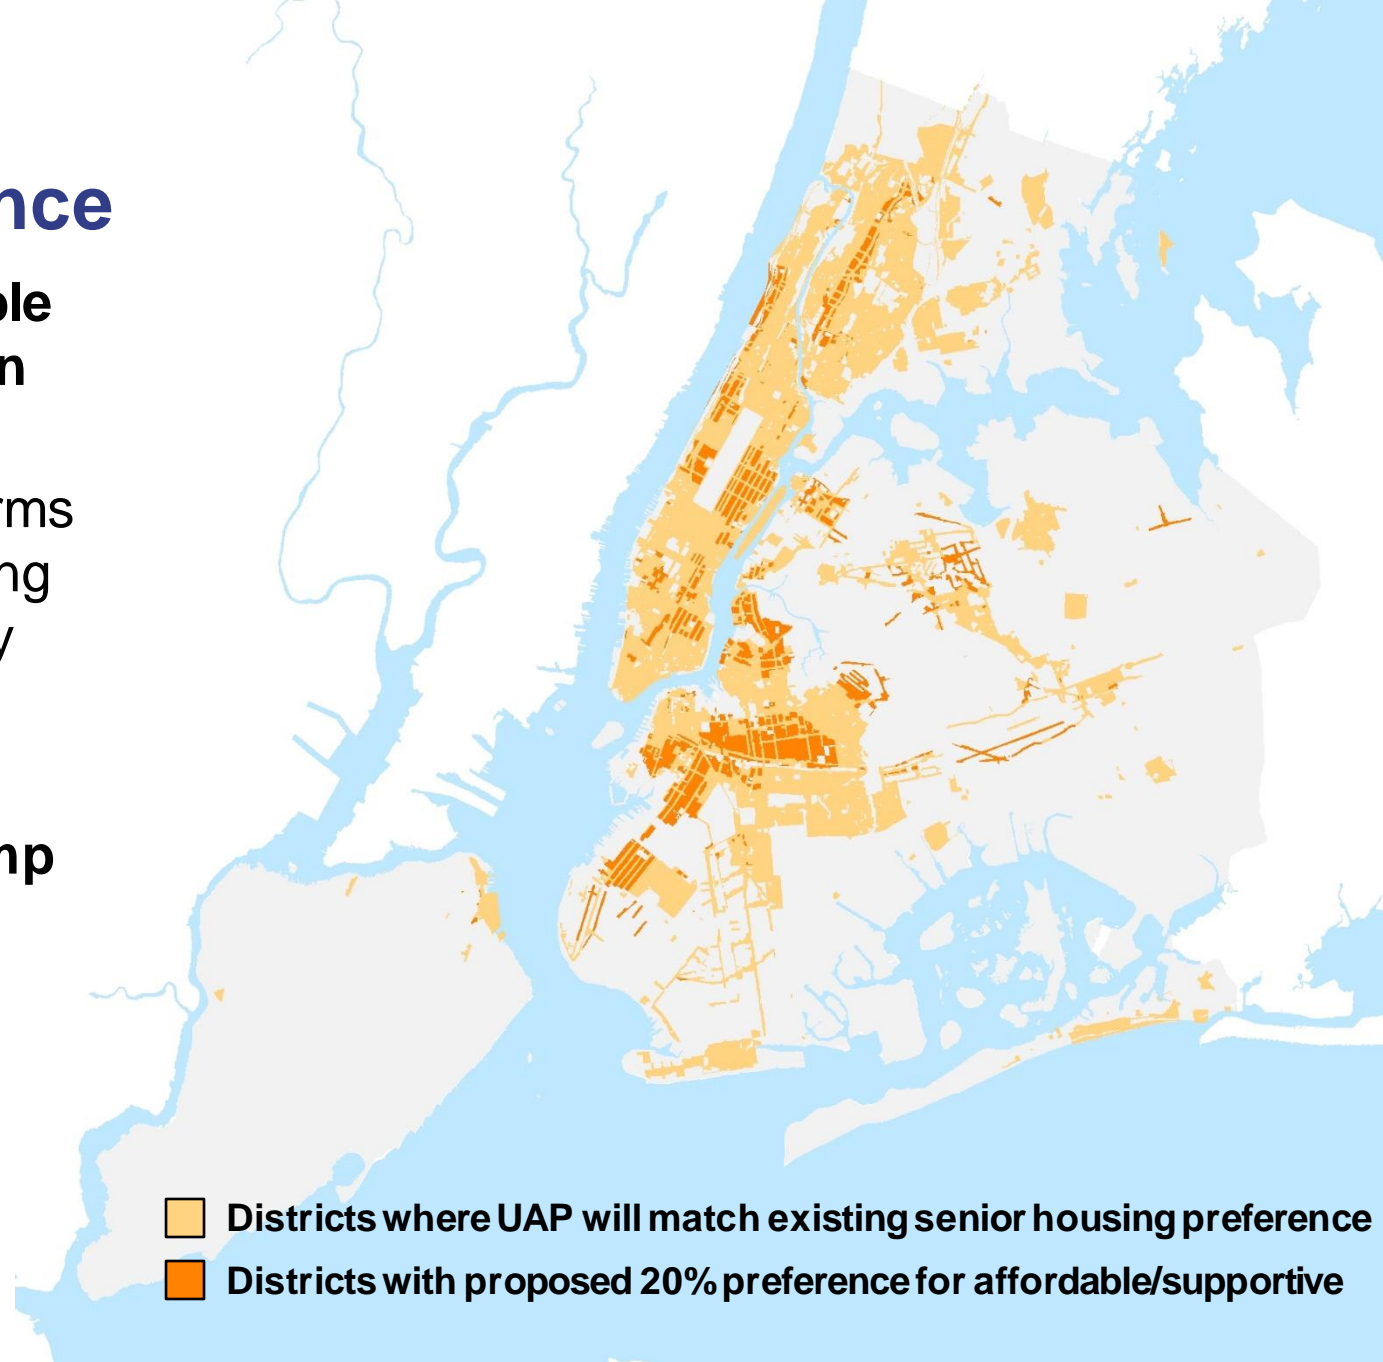 nce
ble
n
rms
ng
y
mp
Districts where UAP will match existing senior housing preference
Districts with proposed 20% preference for affordable/supportive